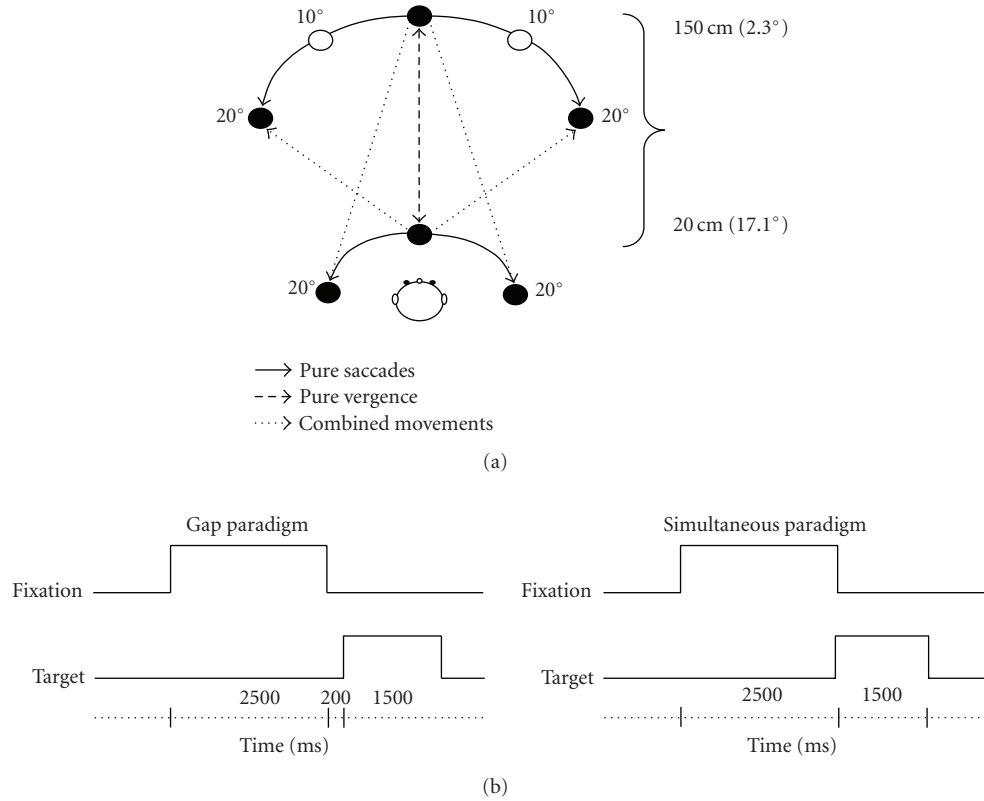 10° 10°
150 cm (2.3°)
20° 20°
20 cm (17.1°)
20° 20°
Pure saccades
Pure vergence
Combined movements
(a)
Gap paradigm Simultaneous paradigm
Fixation Fixation
Target Target
2500 200 1500 2500 1500
Time (ms) Time (ms)
(b)